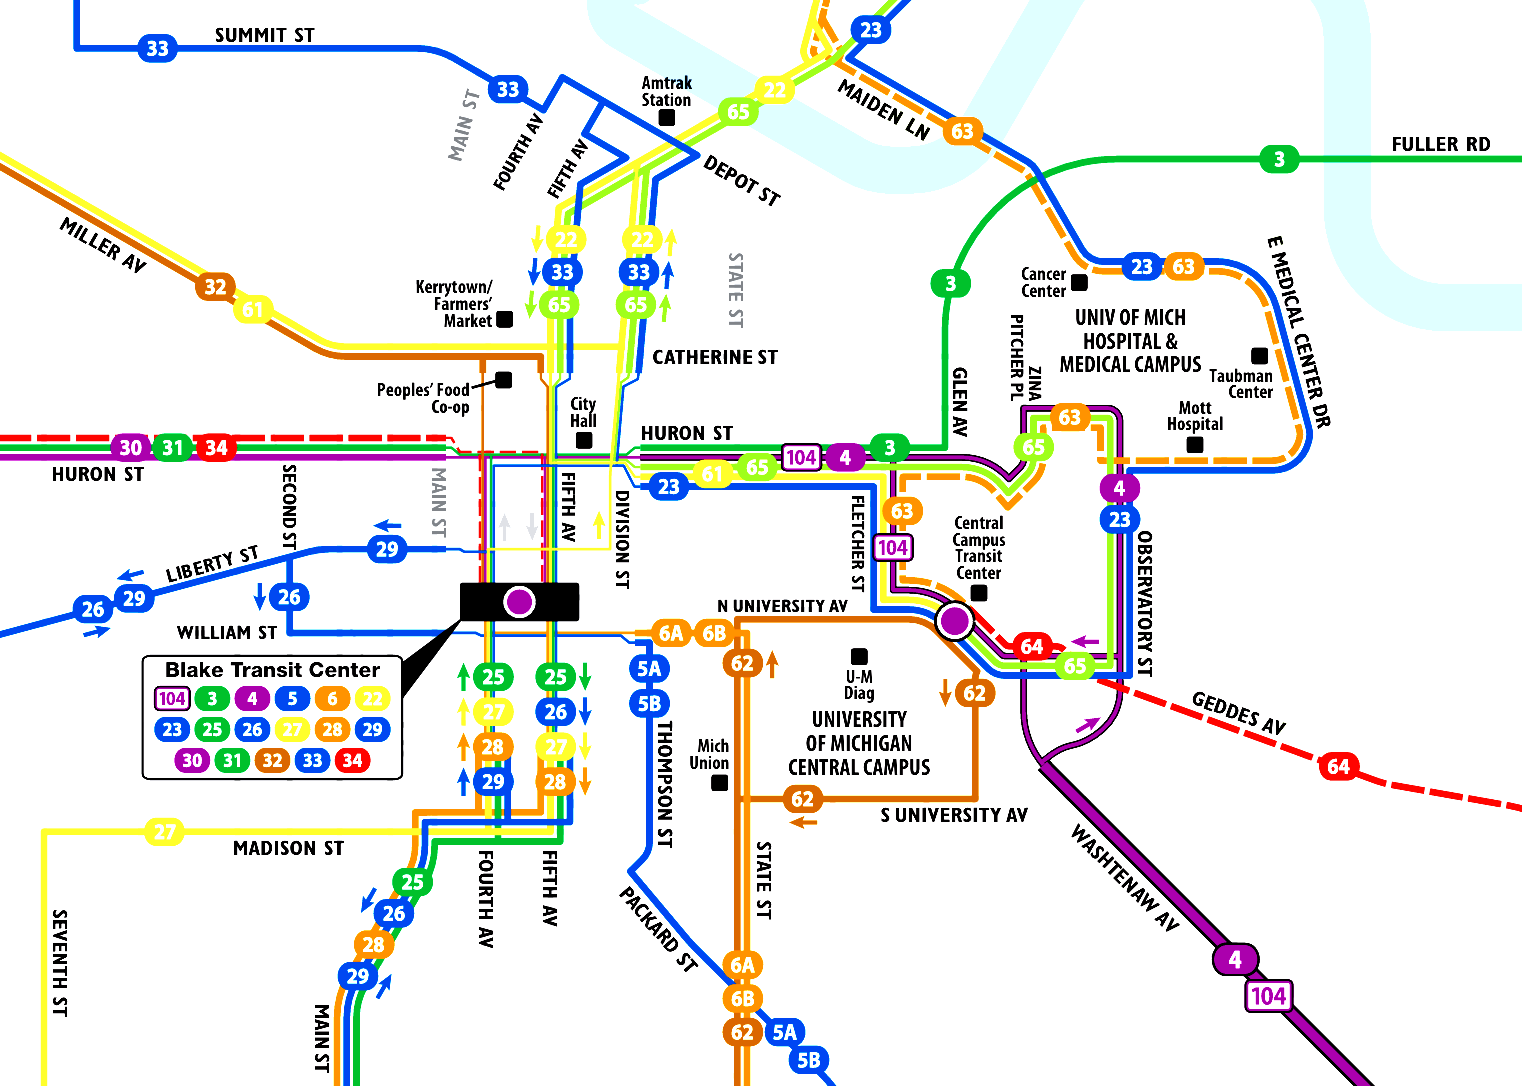 SUMMIT ST
33
33
MAIN ST
FOURTH AV
FIFTH AV
Amtrak
Station
22
65
23
MAIDEN LN
63
DEPOT ST
FULLER RD
3
MILLER AV
32
61
22
33
65
22
33
65
STATE ST
Kerrytown/
Farmers'
Market
CATHERINE ST
Peoples' Food
Co-op
City
Hall
3
GLEN AV
Cancer
Center
23
63
E MEDICAL CENTER DR
UNIV OF MICH
HOSPITAL &
MEDICAL CAMPUS
PITCHER PL
ZINA
Taubman
Center
Mott
Hospital
63
65
30
31
34
HURON ST
HURON ST
104
4
3
61
65
23
4
23
SECOND ST
MAIN ST
FIFTH AV
DIVISION ST
FLETCHER ST
63
104
Central
Campus
Transit
Center
OBSERVATORY ST
29
LIBERTY ST
29
26
26
WILLIAM ST
N UNIVERSITY AV
6A
6B
64
65
Blake Transit Center
104
3
4
5
6
22
23
25
26
27
28
29
30
31
32
33
34
25
27
28
29
25
26
27
28
5A
5B
62
U-M
Diag
62
GEDDES AV
64
THOMPSON ST
Mich
Union
UNIVERSITY
OF MICHIGAN
CENTRAL CAMPUS
62
S UNIVERSITY AV
27
MADISON ST
FOURTH AV
FIFTH AV
STATE ST
WASHTENAW AV
25
26
28
29
PACKARD ST
SEVENTH ST
MAIN ST
6A
6B
62
5A
5B
4
104